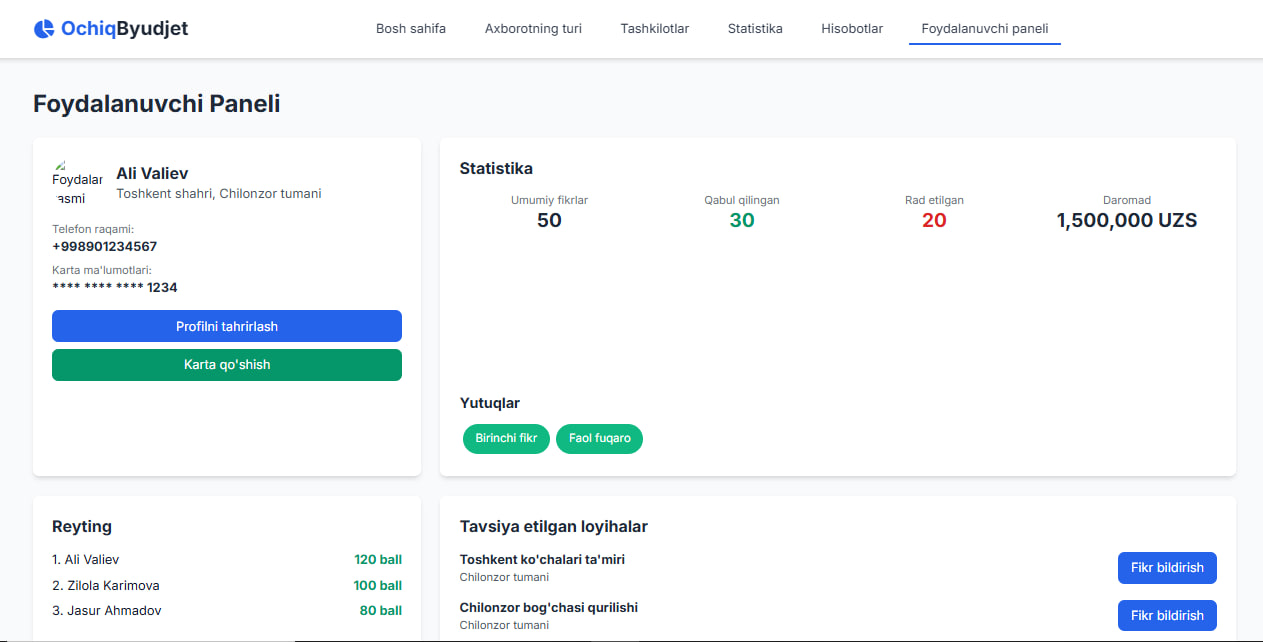 OchiqByudjet
Bosh sahifa
Axborotning turi
Tashkilotlar
Statistika
Hisobotlar
Foydalanuvchi paneli
Foydalanuvchi Paneli
Foydalan
rasmi
Ali Valiev
Toshkent shahri, Chilonzor tumani
Telefon raqami:
+998901234567
Karta ma'lumotlari:
**** **** **** 1234
Profilni tahrirlash
Karta qo'shish
Statistika
Umumiy fikrlar
50
Qabul qilingan
30
Rad etilgan
20
Daromad
1,500,000 UZS
Yutuqlar
Birinchi fikr
Faol fuqaro
Reyting
1. Ali Valiev
120 ball
2. Zilola Karimova
100 ball
3. Jasur Ahmadov
80 ball
Tavsiya etilgan loyihalar
Toshkent ko'chalari ta'miri
Chilonzor tumani
Fikr bildirish
Chilonzor bog'chasi qurilishi
Chilonzor tumani
Fikr bildirish